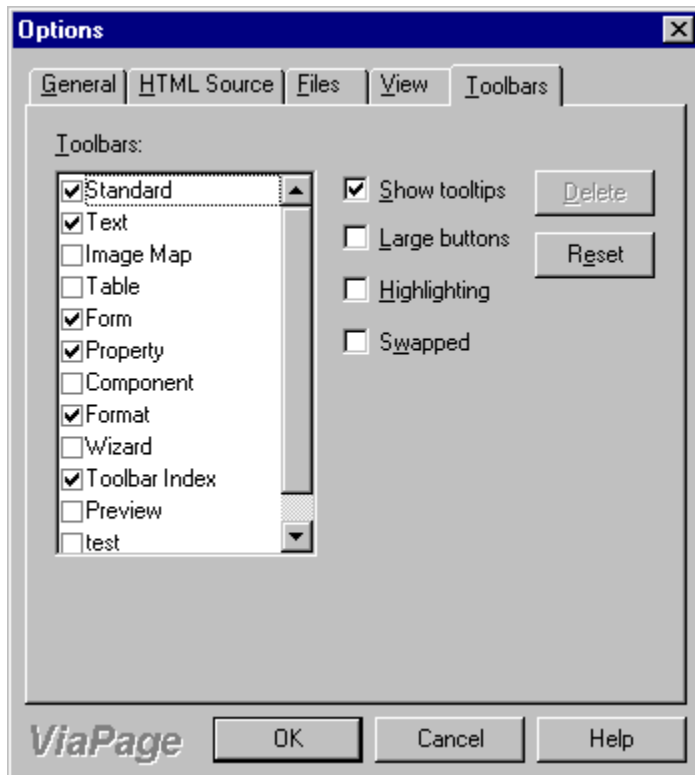 Options
General HTML Source Files View Toolbars
Toolbars:
Standard
Text
Image Map
Table
Form
Property
Component
Format
Wizard
Toolbar Index
Preview
test
Show tooltips
Large buttons
Highlighting
Swapped
Delete
Reset
ViaPage OK Cancel Help